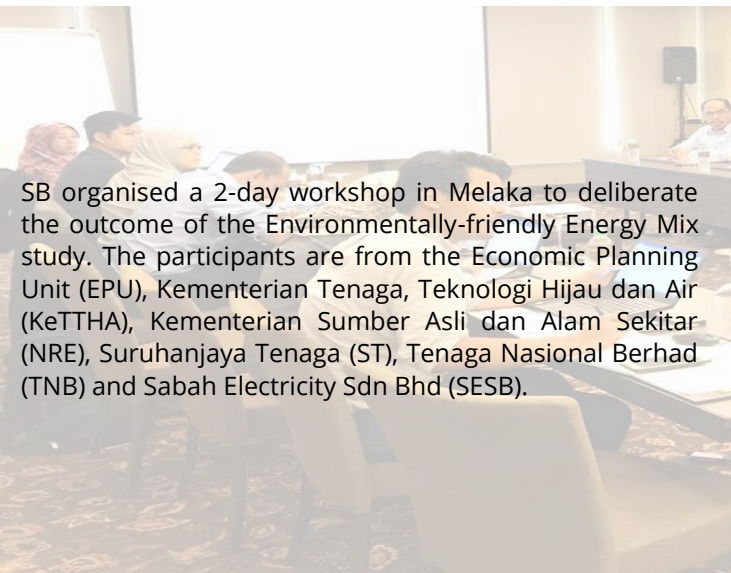 SB organised a 2-day workshop in Melaka to deliberate
the outcome of the Environmentally-friendly Energy Mix
study. The participants are from the Economic Planning
Unit (EPU), Kementerian Tenaga, Teknologi Hijau dan Air
(KeTTHA), Kementerian Sumber Asli dan Alam Sekitar
(NRE), Suruhanjaya Tenaga (ST), Tenaga Nasional Berhad
(TNB) and Sabah Electricity Sdn Bhd (SESB).